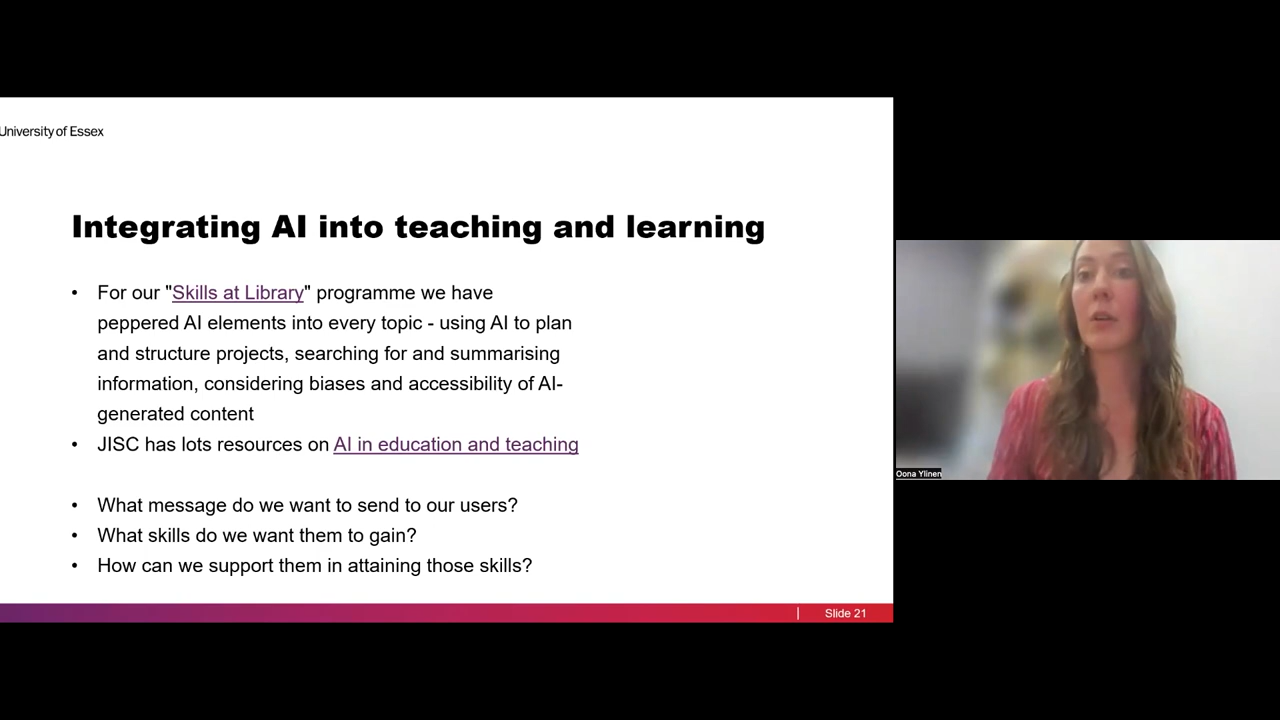 University of Essex
Integrating AI into teaching and learning
• For our "Skills at Library" programme we have
peppered AI elements into every topic - using AI to plan
and structure projects, searching for and summarising
information, considering biases and accessibility of AI-
generated content
• JISC has lots resources on AI in education and teaching
• What message do we want to send to our users?
• What skills do we want them to gain?
• How can we support them in attaining those skills?
Slide 21
Oona Ylinen